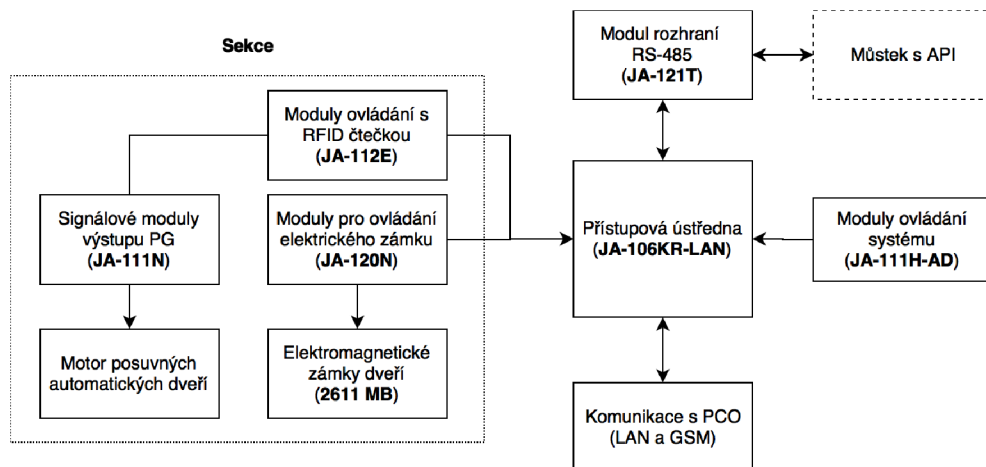 Sekce
Moduly ovládání s
RFID čtečkou
(JA-112E)
Signálové moduly
výstupu PG
(JA-111N)
Moduly pro ovládání
elektrického zámku
(JA-120N)
Motor posuvných
automatických dveří
Elektromagnetické
zámky dveří
(2611 MB)
Modul rozhraní
RS-485
(JA-121T)
Můstek s API
Přístupová ústředna
(JA-106KR-LAN)
Moduly ovládání
systému
(JA-111H-AD)
Komunikace s PCO
(LAN a GSM)